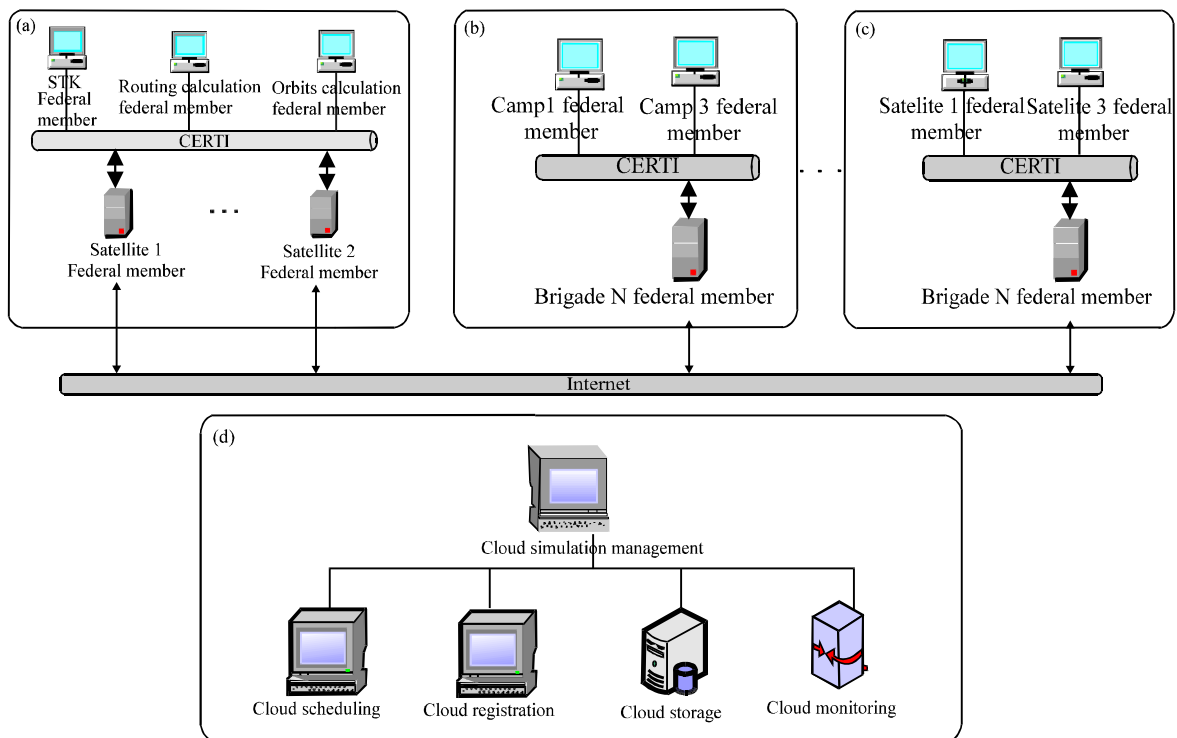 (a)
STK
Federal
member
Routing calculation
federal member
Orbits calculation
federal member
CERTI
...
Satellite 1
Federal member
Satellite 2
Federal member
(b)
Camp1 federal
member
Camp 3 federal
member
CERTI
Brigade N federal member
. . .
(c)
Satelite 1 federal
member
Satelite 3 federal
member
CERTI
Brigade N federal member
Internet
(d)
Cloud simulation management
Cloud scheduling
Cloud registration
Cloud storage
Cloud monitoring